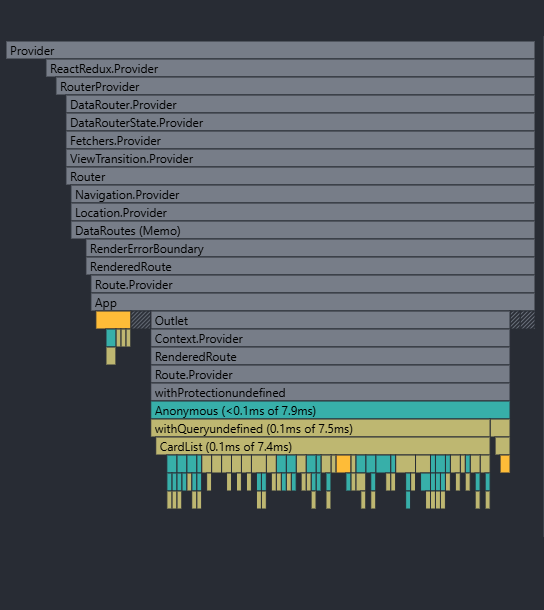 Provider
ReactRedux.Provider
RouterProvider
DataRouter.Provider
DataRouterState.Provider
Fetchers.Provider
ViewTransition.Provider
Router
Navigation.Provider
Location.Provider
DataRoutes (Memo)
RenderErrorBoundary
RenderedRoute
Route.Provider
App
Outlet
Context.Provider
RenderedRoute
Route.Provider
withProtectionundefined
Anonymous (<0.1ms of 7.9ms)
withQueryundefined (0.1ms of 7.5ms)
CardList (0.1ms of 7.4ms)